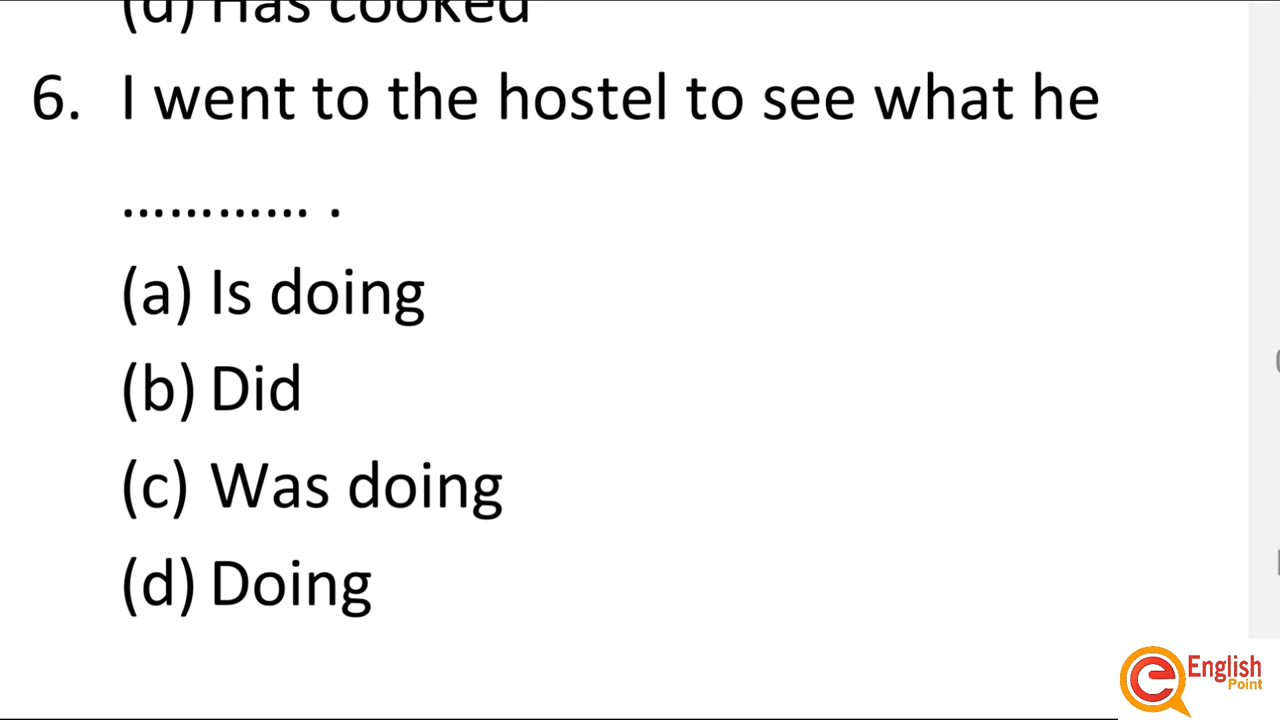 (d) Has cooked
6. I went to the hostel to see what he
………… .
(a) Is doing
(b) Did
(c) Was doing
(d) Doing
e English
Point